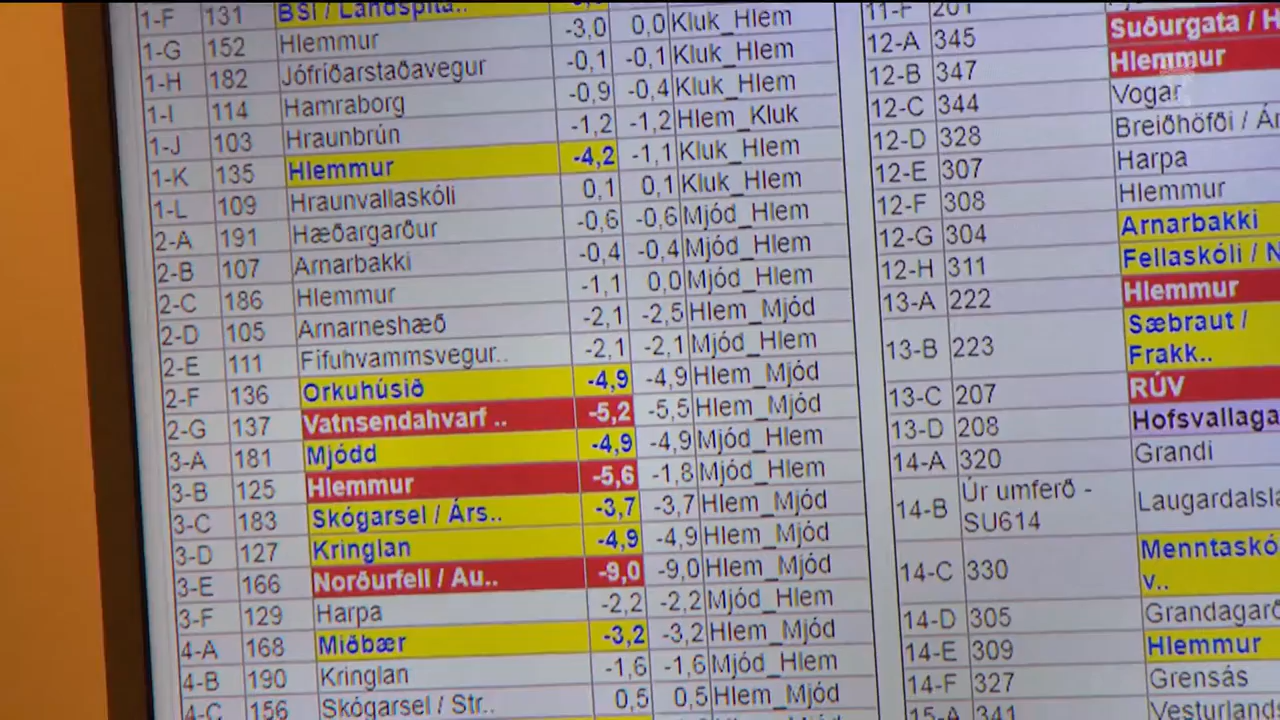 1-F 131 BSÍ / Landspíta..
1-G 152 Hlemmur -3,0 0,0 Kluk_Hlem
1-H 182 Jófríðarstaðavegur -0,1 -0,1 Kluk_Hlem
1-I 114 Hamraborg -0,9 -0,4 Kluk_Hlem
1-J 103 Hraunbrún -1,2 -1,2 Hlem_Kluk
1-K 135 Hlemmur -4,2 -1,1 Kluk_Hlem
1-L 109 Hraunvallaskóli 0,1 0,1 Kluk_Hlem
2-A 191 Hæðargarður -0,6 -0,6 Mjód_Hlem
2-B 107 Arnarbakki -0,4 -0,4 Mjód_Hlem
2-C 186 Hlemmur -1,1 0,0 Mjód_Hlem
2-D 105 Arnarneshæð -2,1 -2,5 Hlem_Mjód
2-E 111 Fífuhvammsvegur.. -2,1 -2,1 Mjód_Hlem
2-F 136 Orkuhúsið -4,9 -4,9 Hlem_Mjód
2-G 137 Vatnsendahvarf .. -5,2 -5,5 Hlem_Mjód
3-A 181 Mjódd -4,9 -4,9 Mjód_Hlem
3-B 125 Hlemmur -5,6 -1,8 Mjód_Hlem
3-C 183 Skógarsel / Árs.. -3,7 -3,7 Hlem_Mjód
3-D 127 Kringlan -4,9 -4,9 Hlem_Mjód
3-E 166 Norðurfell / Au.. -9,0 -9,0 Hlem_Mjód
3-F 129 Harpa -2,2 -2,2 Mjód_Hlem
4-A 168 Miðbær -3,2 -3,2 Hlem_Mjód
4-B 190 Kringlan -1,6 -1,6 Mjód_Hlem
4-C 156 Skógarsel / Str.. 0,5 0,5 Hlem_Mjód
11-F 201
12-A 345 Suðurgata / H
12-B 347 Hlemmur
12-C 344 Vogar
12-D 328 Breiðhöfði / Ár
12-E 307 Harpa
12-F 308 Hlemmur
12-G 304 Arnarbakki
12-H 311 Fellaskóli / N
13-A 222 Hlemmur
13-B 223 Sæbraut /
Frakk..
13-C 207 RÚV
13-D 208 Hofsvallaga
14-A 320 Grandi
14-B Úr umferð -
SU614 Laugardalsla
14-C 330 Menntaskó
v..
14-D 305 Grandagarð
14-E 309 Hlemmur
14-F 327 Grensás
15-A 341 Vesturland